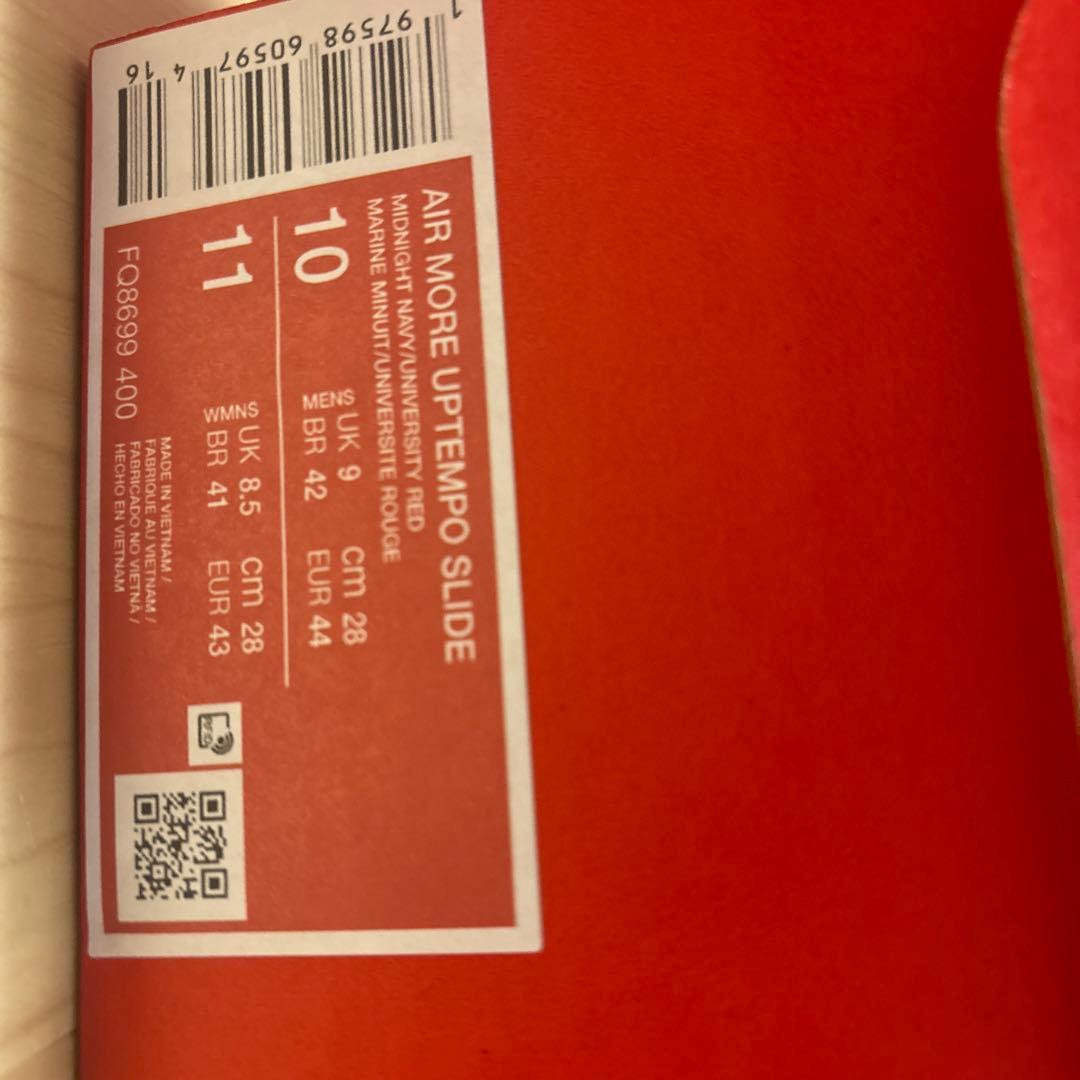 AIR MORE UPTEMPO SLIDE
MIDNIGHT NAVY/UNIVERSITY RED
MARINE MINUIT/UNIVERSITE ROUGE
10
MENS
UK 9 cm 28
BR 42 EUR 44
11
WMNS
UK 8.5 cm 28
BR 41 EUR 43
FQ8699 400
MADE IN VIETNAM /
FABRIQUE AU VIETNAM /
FABRICADO NO VIETNÃ /
HECHO EN VIETNAM
RFID
1 97598 60597 4 16